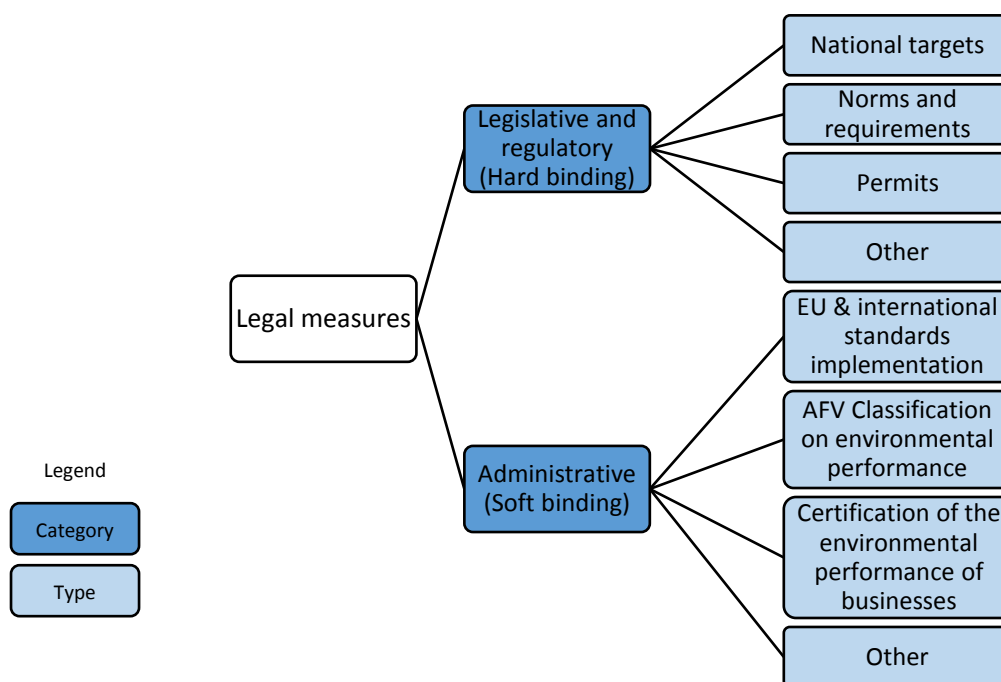 National targets
Norms and
requirements
Legislative and
regulatory
(Hard binding)
Permits
Other
Legal measures
EU & international
standards
implementation
AFV Classification
on environmental
performance
Administrative
(Soft binding)
Certification of the
environmental
performance of
businesses
Other
Legend
Category
Type